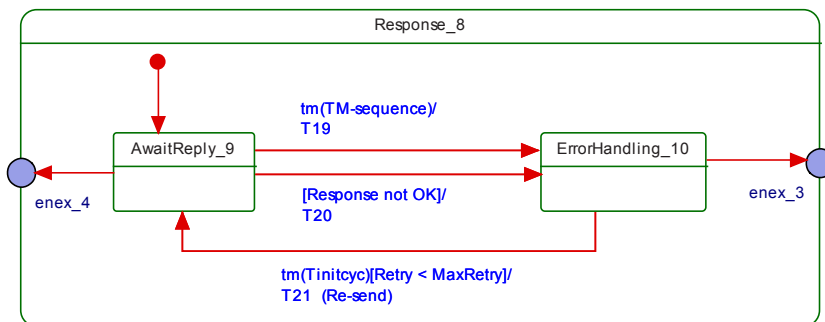 Response_8
tm(TM-sequence)/
T19
AwaitReply_9
ErrorHandling_10
[Response not OK]/
T20
enex_4
enex_3
tm(Tinitcyc)[Retry < MaxRetry]/
T21 (Re-send)